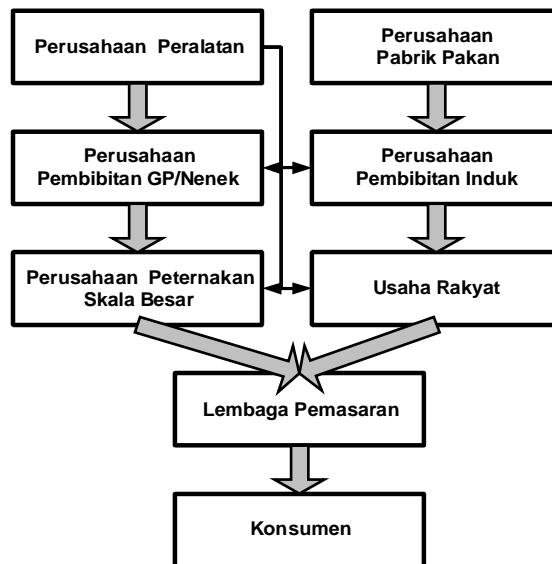 Perusahaan Peralatan
Perusahaan
Pabrik Pakan
Perusahaan
Pembibitan GP/Nenek
Perusahaan
Pembibitan Induk
Perusahaan Peternakan
Skala Besar
Usaha Rakyat
Lembaga Pemasaran
Konsumen